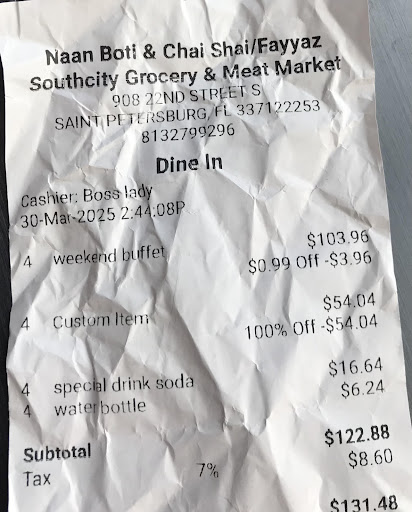 Naan Boti & Chai Shai/Fayyaz
Southcity Grocery & Meat Market
908 22ND STREET S
SAINT PETERSBURG, FL 337122253
8132799296
Dine In
Cashier: Boss lady
30-Mar-2025 2:44:08P
4 weekend buffet $103.96
$0.99 Off -$3.96
4 Custom Item $54.04
100% Off -$54.04
4 special drink soda $16.64
4 water bottle $6.24
Subtotal $122.88
Tax 7% $8.60
$131.48